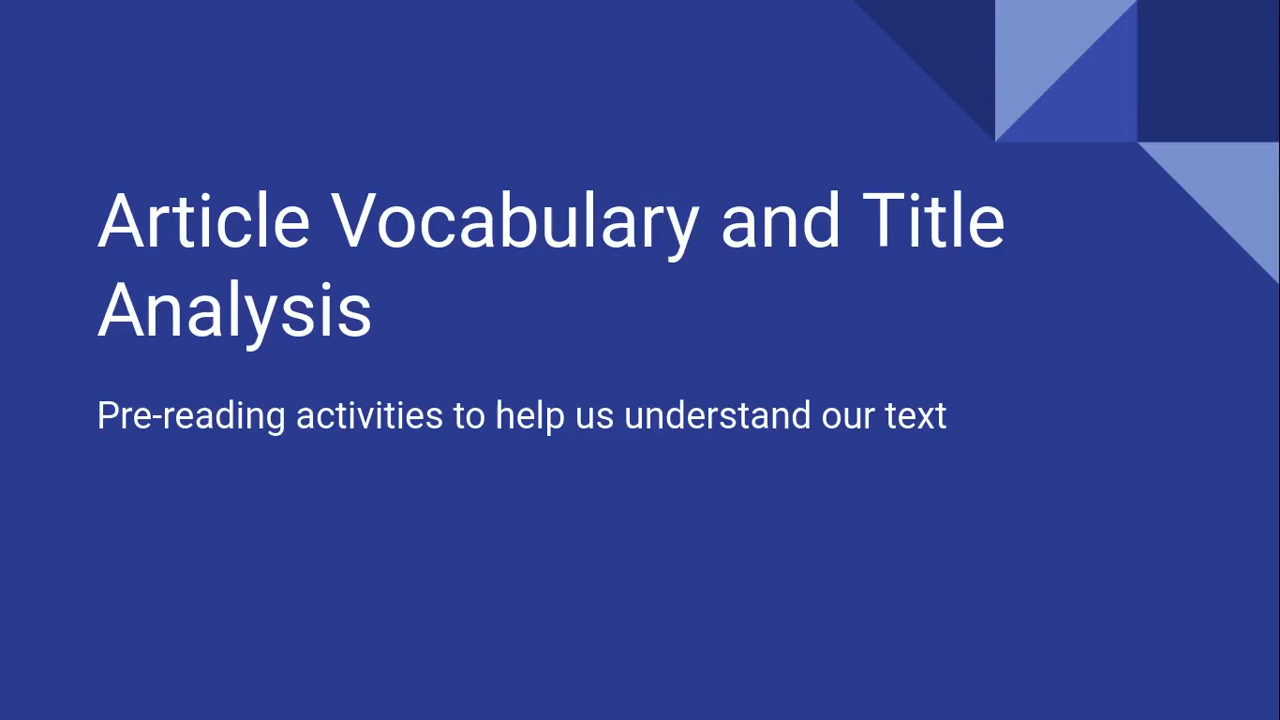 Article Vocabulary and Title
Analysis
Pre-reading activities to help us understand our text